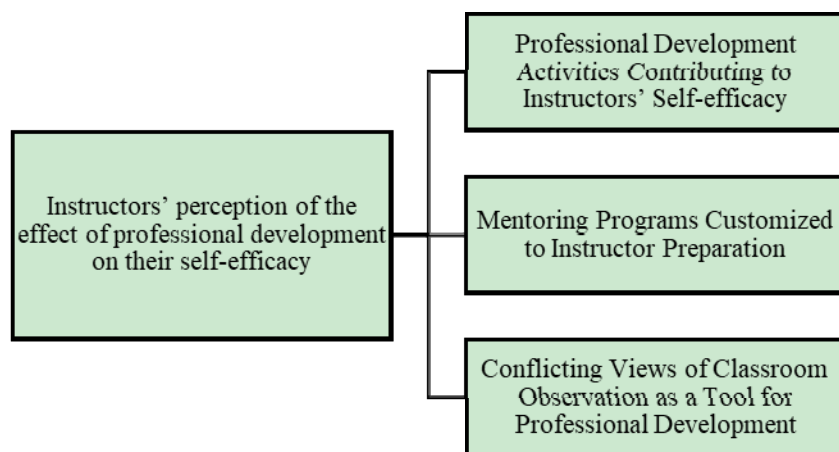 Instructors’ perception of the
effect of professional development
on their self-efficacy
Professional Development
Activities Contributing to
Instructors’ Self-efficacy
Mentoring Programs Customized
to Instructor Preparation
Conflicting Views of Classroom
Observation as a Tool for
Professional Development